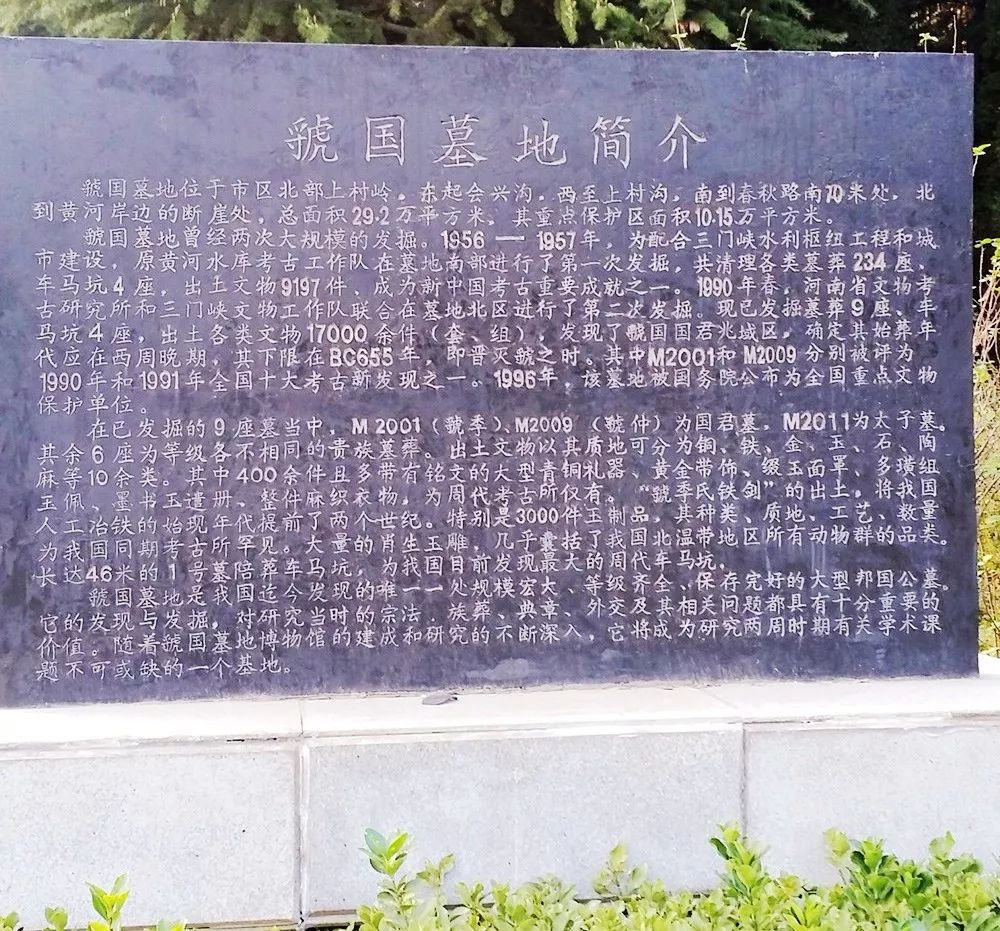 虢国墓地简介
虢国墓地位于市区北部上村岭。东起会兴沟，西至上村沟，南到春秋路南70米处，北
到黄河岸边的断崖处，总面积29.2万平方米，其重点保护区面积10.15万平方米。
虢国墓地曾经两次大规模的发掘。1956—1957年，为配合三门峡水利枢纽工程和城
市建设，原黄河水库考古工作队在墓地南部进行了第一次发掘，共清理各类墓葬234座、
车马坑4座，出土文物9197件，成为新中国考古重要成就之一。1990年春，河南省文物考
古研究所和三门峡文物工作队联合在墓地北区进行了第二次发掘。现已发掘墓葬9座、车
马坑4座，出土各类文物17000余件（套、组），发现了虢国国君兆域区，确定其始葬年
代应在西周晚期，其下限在BC655年，即晋灭虢之时。其中M2001和M2009分别被评为
1990年和1991年全国十大考古新发现之一。1996年，该墓地被国务院公布为全国重点文物
保护单位。
在已发掘的9座墓当中，M2001（虢季）、M2009（虢仲）为国君墓，M2011为太子墓。
其余6座为等级各不相同的贵族墓葬。出土文物以其质地可分为铜、铁、金、玉、石、陶
麻等10余类。其中400余件且多带有铭文的大型青铜礼器、黄金带饰、缀玉面罩、多璜组
玉佩、墨书玉遣册、整件麻织衣物，为周代考古所仅有。“虢季氏铁剑”的出土，将我国
人工冶铁的始现年代提前了两个世纪。特别是3000件玉制品，其种类、质地、工艺、数量
为我国同期考古所罕见。大量的肖生玉雕，几乎囊括了我国北温带地区所有动物群的品类。
长达46米的1号墓陪葬车马坑，为我国目前发现最大的周代车马坑。
虢国墓地是我国迄今发现的唯一一处规模宏大、等级齐全、保存完好的大型邦国公墓。
它的发现与发掘，对研究当时的宗法、族葬、典章、外交及其相关问题都具有十分重要的
价值。随着虢国墓地博物馆的建成和研究的不断深入，它将成为研究两周时期有关学术课
题不可或缺的一个基地。